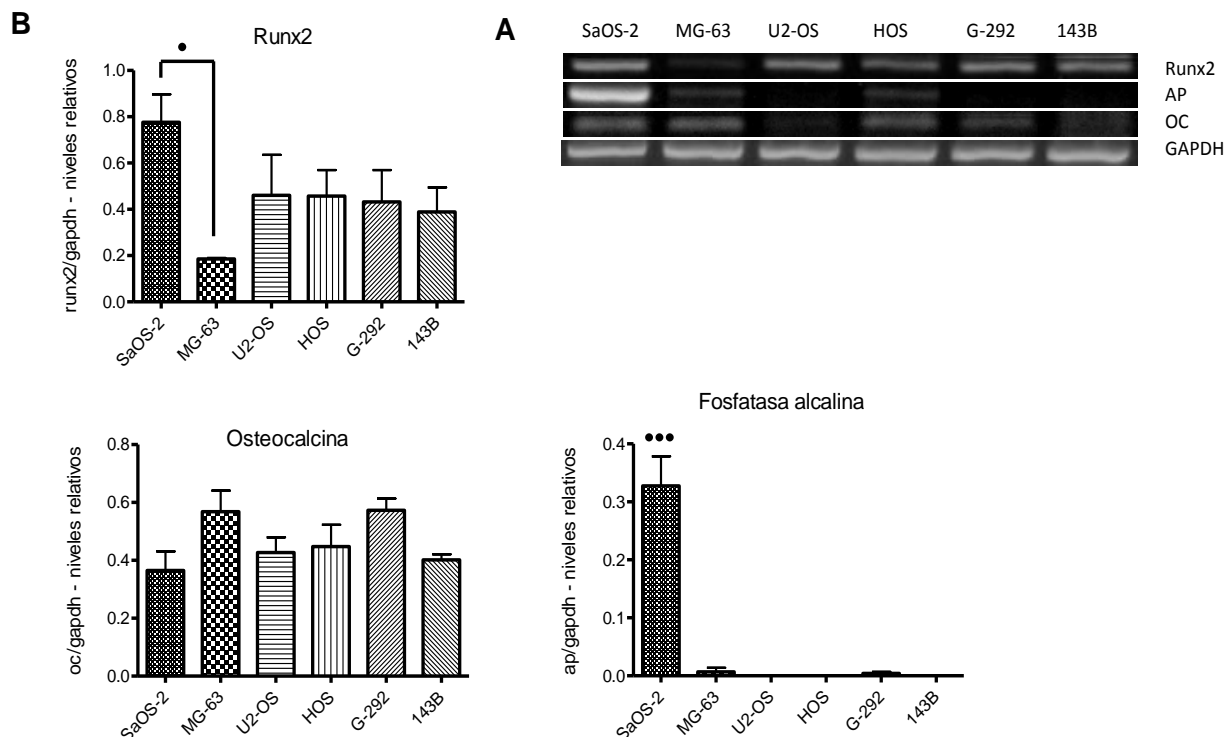 B
A
SaOS-2 MG-63 U2-OS HOS G-292 143B
Runx2
AP
OC
GAPDH
Runx2
runx2/gapdh - niveles relativos
1.0
0.8
0.6
0.4
0.2
0.0
SaOS-2 MG-63 U2-OS HOS G-292 143B
Osteocalcina
oc/gapdh - niveles relativos
0.8
0.6
0.4
0.2
0.0
SaOS-2 MG-63 U2-OS HOS G-292 143B
Fosfatasa alcalina
ap/gapdh - niveles relativos
0.4
0.3
0.2
0.1
0.0
SaOS-2 MG-63 U2-OS HOS G-292 143B